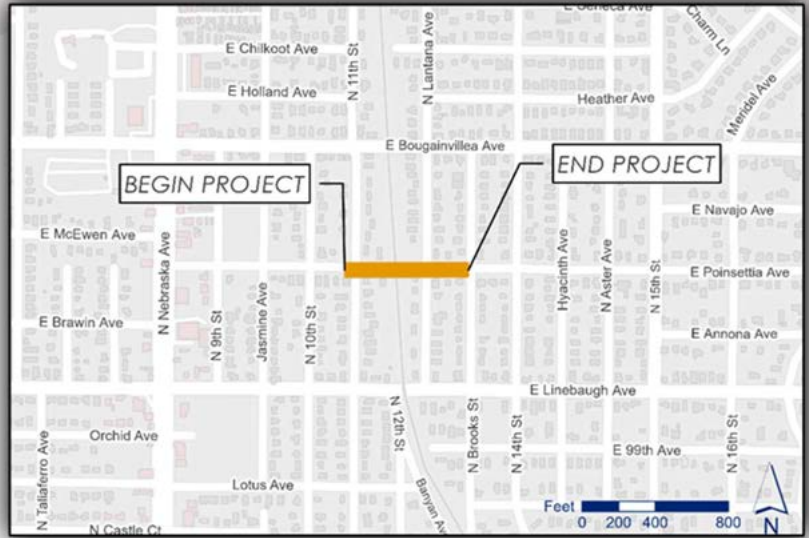 E Seneca Ave
Charm Ln
E Chilkoot Ave
N 11th St
N Lantana Ave
E Holland Ave
Heather Ave
Meridel Ave
E Bougainvillea Ave
BEGIN PROJECT
END PROJECT
E McEwen Ave
N Nebraska Ave
E Navajo Ave
Hyacinth Ave
N Aster Ave
N 15th St
E Poinsettia Ave
E Brawin Ave
N 9th St
Jasmine Ave
N 10th St
E Annona Ave
E Linebaugh Ave
N 12th St
N Brooks St
N 14th St
N 16th St
Orchid Ave
E 99th Ave
N Taliaferro Ave
Lotus Ave
Banyan Av
N Castle Ct
Feet
0 200 400 800
N